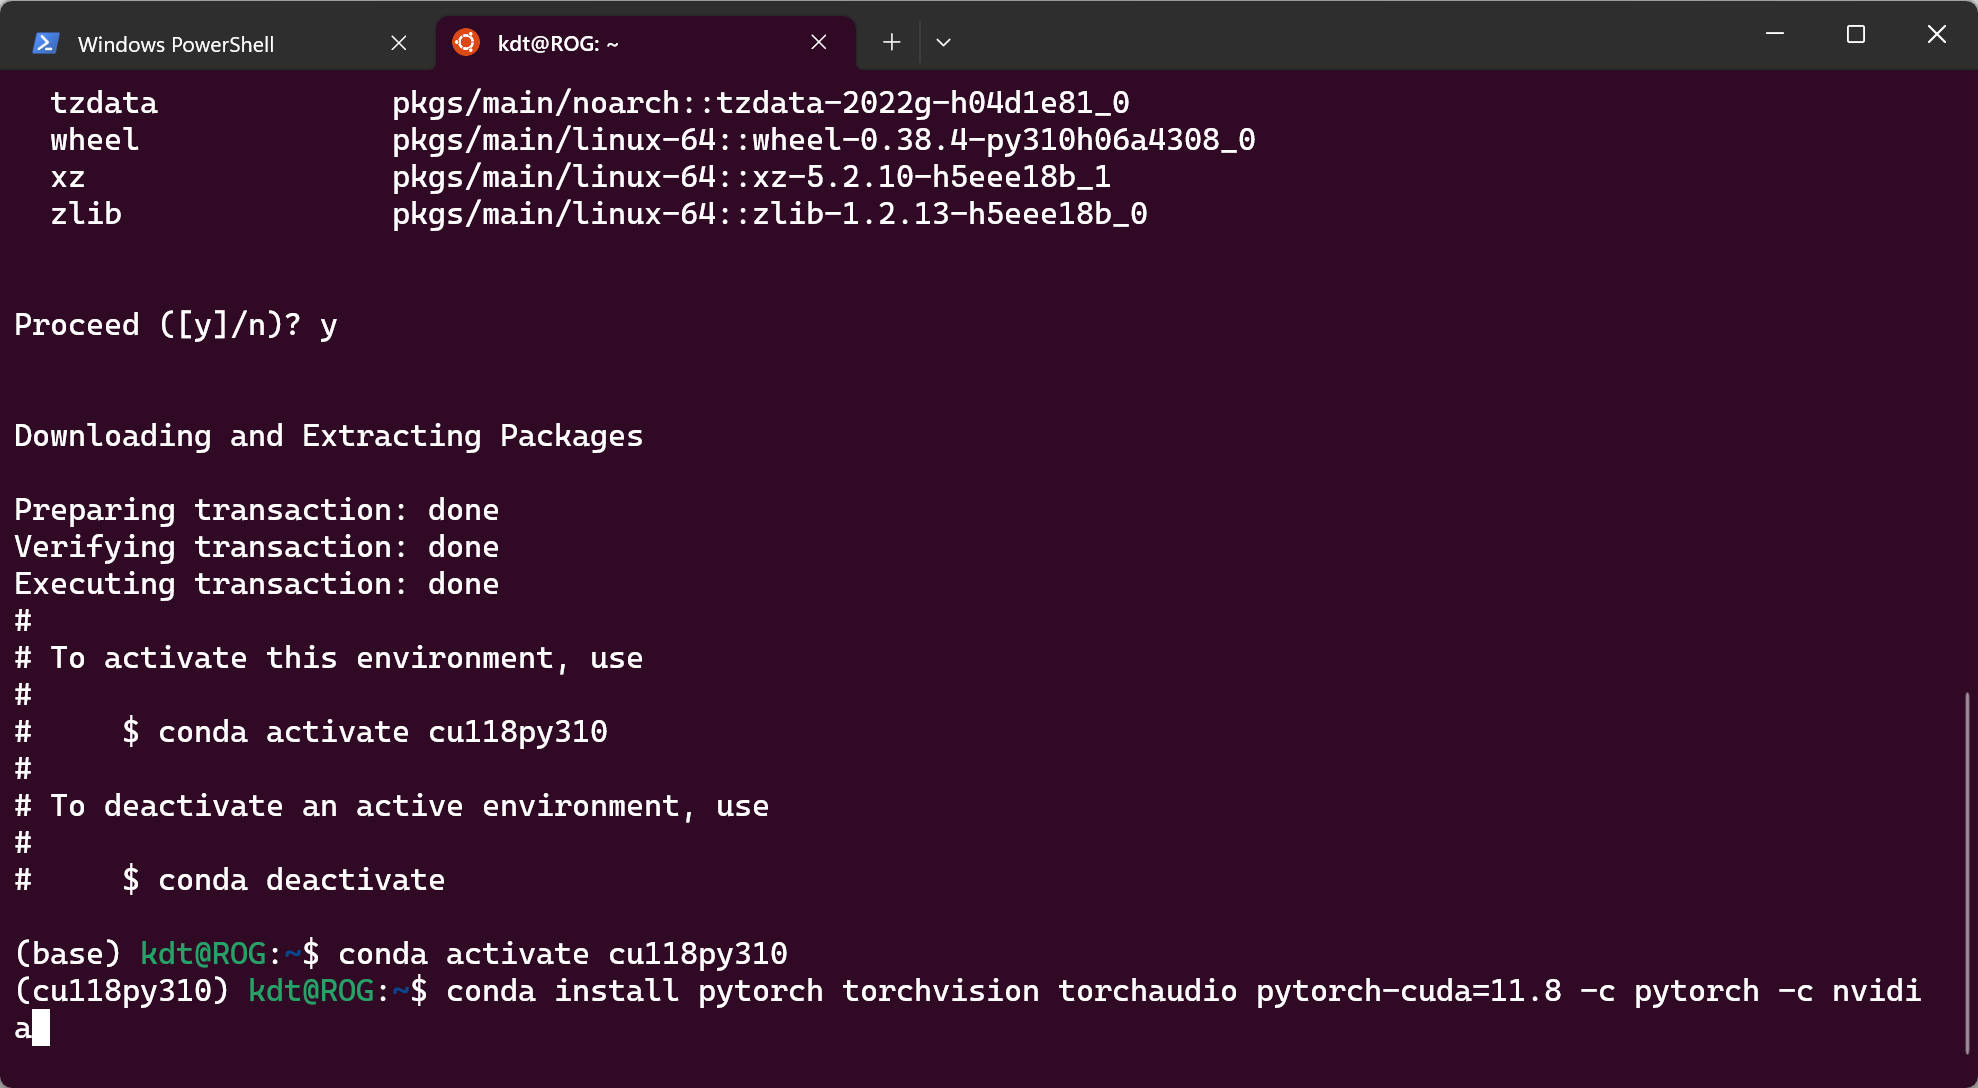 Windows PowerShell
kdt@ROG: ~
tzdata pkgs/main/noarch::tzdata-2022g-h04d1e81_0
wheel pkgs/main/linux-64::wheel-0.38.4-py310h06a4308_0
xz pkgs/main/linux-64::xz-5.2.10-h5eee18b_1
zlib pkgs/main/linux-64::zlib-1.2.13-h5eee18b_0
Proceed ([y]/n)? y
Downloading and Extracting Packages
Preparing transaction: done
Verifying transaction: done
Executing transaction: done
#
# To activate this environment, use
#
#     $ conda activate cu118py310
#
# To deactivate an active environment, use
#
#     $ conda deactivate
(base) kdt@ROG:~$ conda activate cu118py310
(cu118py310) kdt@ROG:~$ conda install pytorch torchvision torchaudio pytorch-cuda=11.8 -c pytorch -c nvidi
a